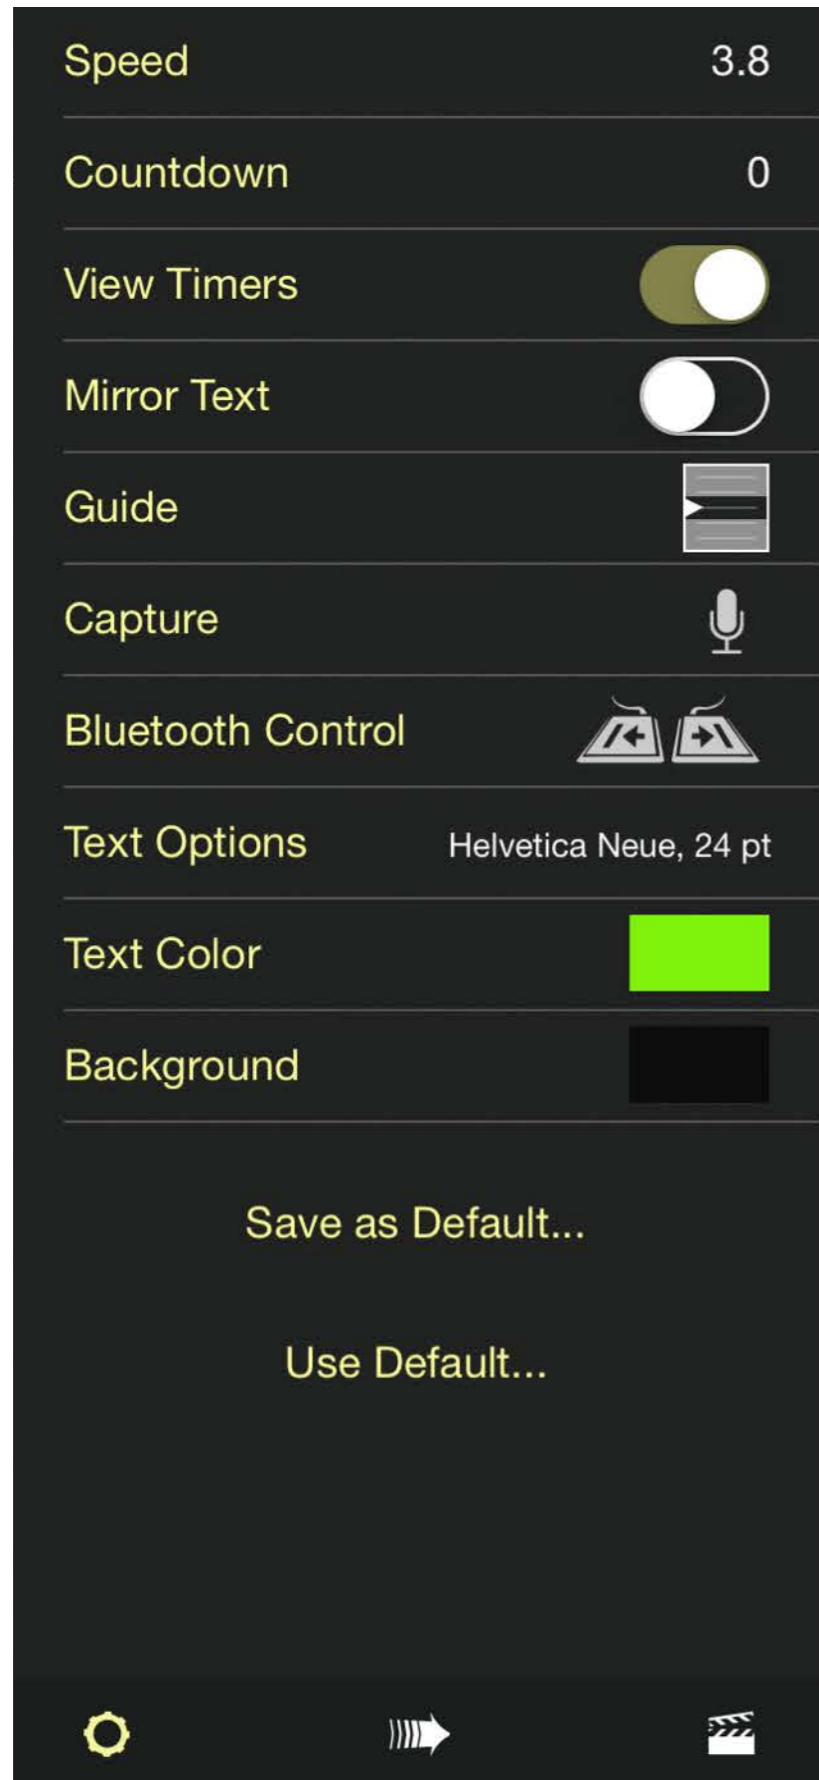 Speed 3.8
Countdown 0
View Timers
Mirror Text
Guide
Capture
Bluetooth Control
Text Options Helvetica Neue, 24 pt
Text Color
Background
Save as Default...
Use Default...